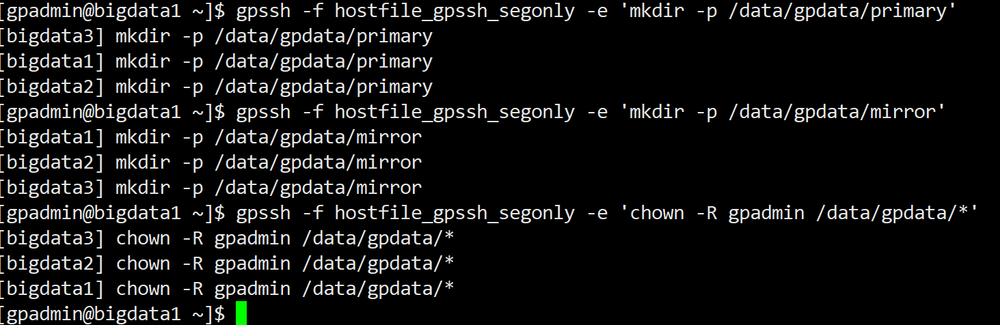 [gpadmin@bigdata1 ~]$ gpssh -f hostfile_gpssh_segonly -e 'mkdir -p /data/gpdata/primary'
[bigdata3] mkdir -p /data/gpdata/primary
[bigdata1] mkdir -p /data/gpdata/primary
[bigdata2] mkdir -p /data/gpdata/primary
[gpadmin@bigdata1 ~]$ gpssh -f hostfile_gpssh_segonly -e 'mkdir -p /data/gpdata/mirror'
[bigdata1] mkdir -p /data/gpdata/mirror
[bigdata2] mkdir -p /data/gpdata/mirror
[bigdata3] mkdir -p /data/gpdata/mirror
[gpadmin@bigdata1 ~]$ gpssh -f hostfile_gpssh_segonly -e 'chown -R gpadmin /data/gpdata/*'
[bigdata3] chown -R gpadmin /data/gpdata/*
[bigdata2] chown -R gpadmin /data/gpdata/*
[bigdata1] chown -R gpadmin /data/gpdata/*
[gpadmin@bigdata1 ~]$